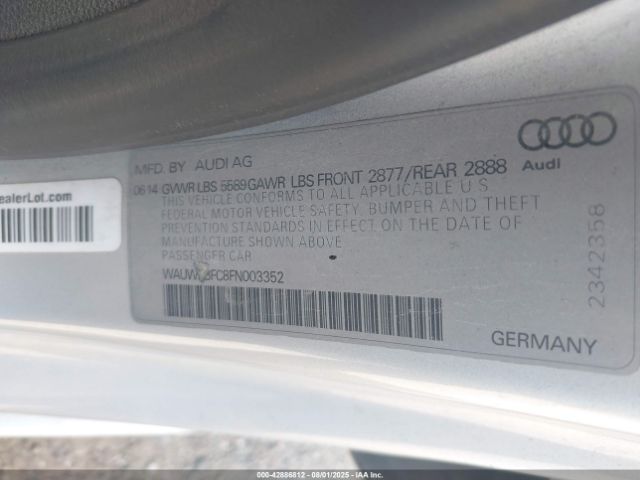 Audi
MFD. BY AUDI AG
06 14 GVWR LBS 5589 GAWR LBS FRONT 2877/REAR 2888
THIS VEHICLE CONFORMS TO ALL APPLICABLE U S
FEDERAL MOTOR VEHICLE SAFETY, BUMPER AND THEFT
PREVENTION STANDARDS IN EFFECT ON THE DATE OF
MANUFACTURE SHOWN ABOVE
PASSENGER CAR
GERMANY
2342358
ealerLot.com
000-42886812 - 08/01/2025 - IAA Inc.